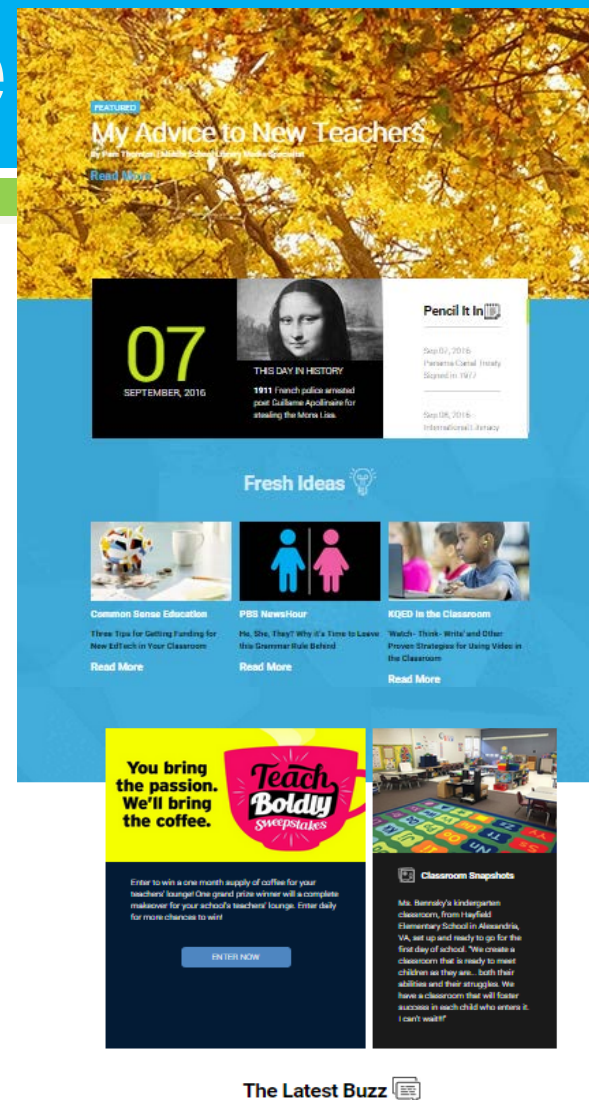 e
FEATURED
My Advice to New Teachers
By Pam Thornton | Middle School Library Media Specialist
Read More
07
SEPTEMBER, 2016
THIS DAY IN HISTORY
1911 French police arrested
poet Guillame Apollinaire for
stealing the Mona Lisa.
Pencil It In
Sep 07, 2016 -
Panama Canal Treaty
Signed in 1977
Sep 08, 2016 -
International Literacy
Fresh Ideas
Common Sense Education
Three Tips for Getting Funding for
New EdTech in Your Classroom
Read More
PBS NewsHour
He, She, They? Why it's Time to Leave
this Grammar Rule Behind
Read More
KQED In the Classroom
'Watch- Think- Write' and Other
Proven Strategies for Using Video in
the Classroom
Read More
You bring
the passion.
We'll bring
the coffee.
Teach
Boldly
Sweepstakes
Enter to win a one month supply of coffee for your
teachers' lounge! One grand prize winner will a complete
makeover for your school's teachers' lounge. Enter daily
for more chances to win!
ENTER NOW
Classroom Snapshots
Ms. Bennsky's kindergarten
classroom, from Hayfield
Elementary School in Alexandria,
VA, set up and ready to go for the
first day of school. "We create a
classroom that is ready to meet
children as they are... both their
abilities and their struggles. We
have a classroom that will foster
success in each child who enters it.
I can't wait!!!"
The Latest Buzz